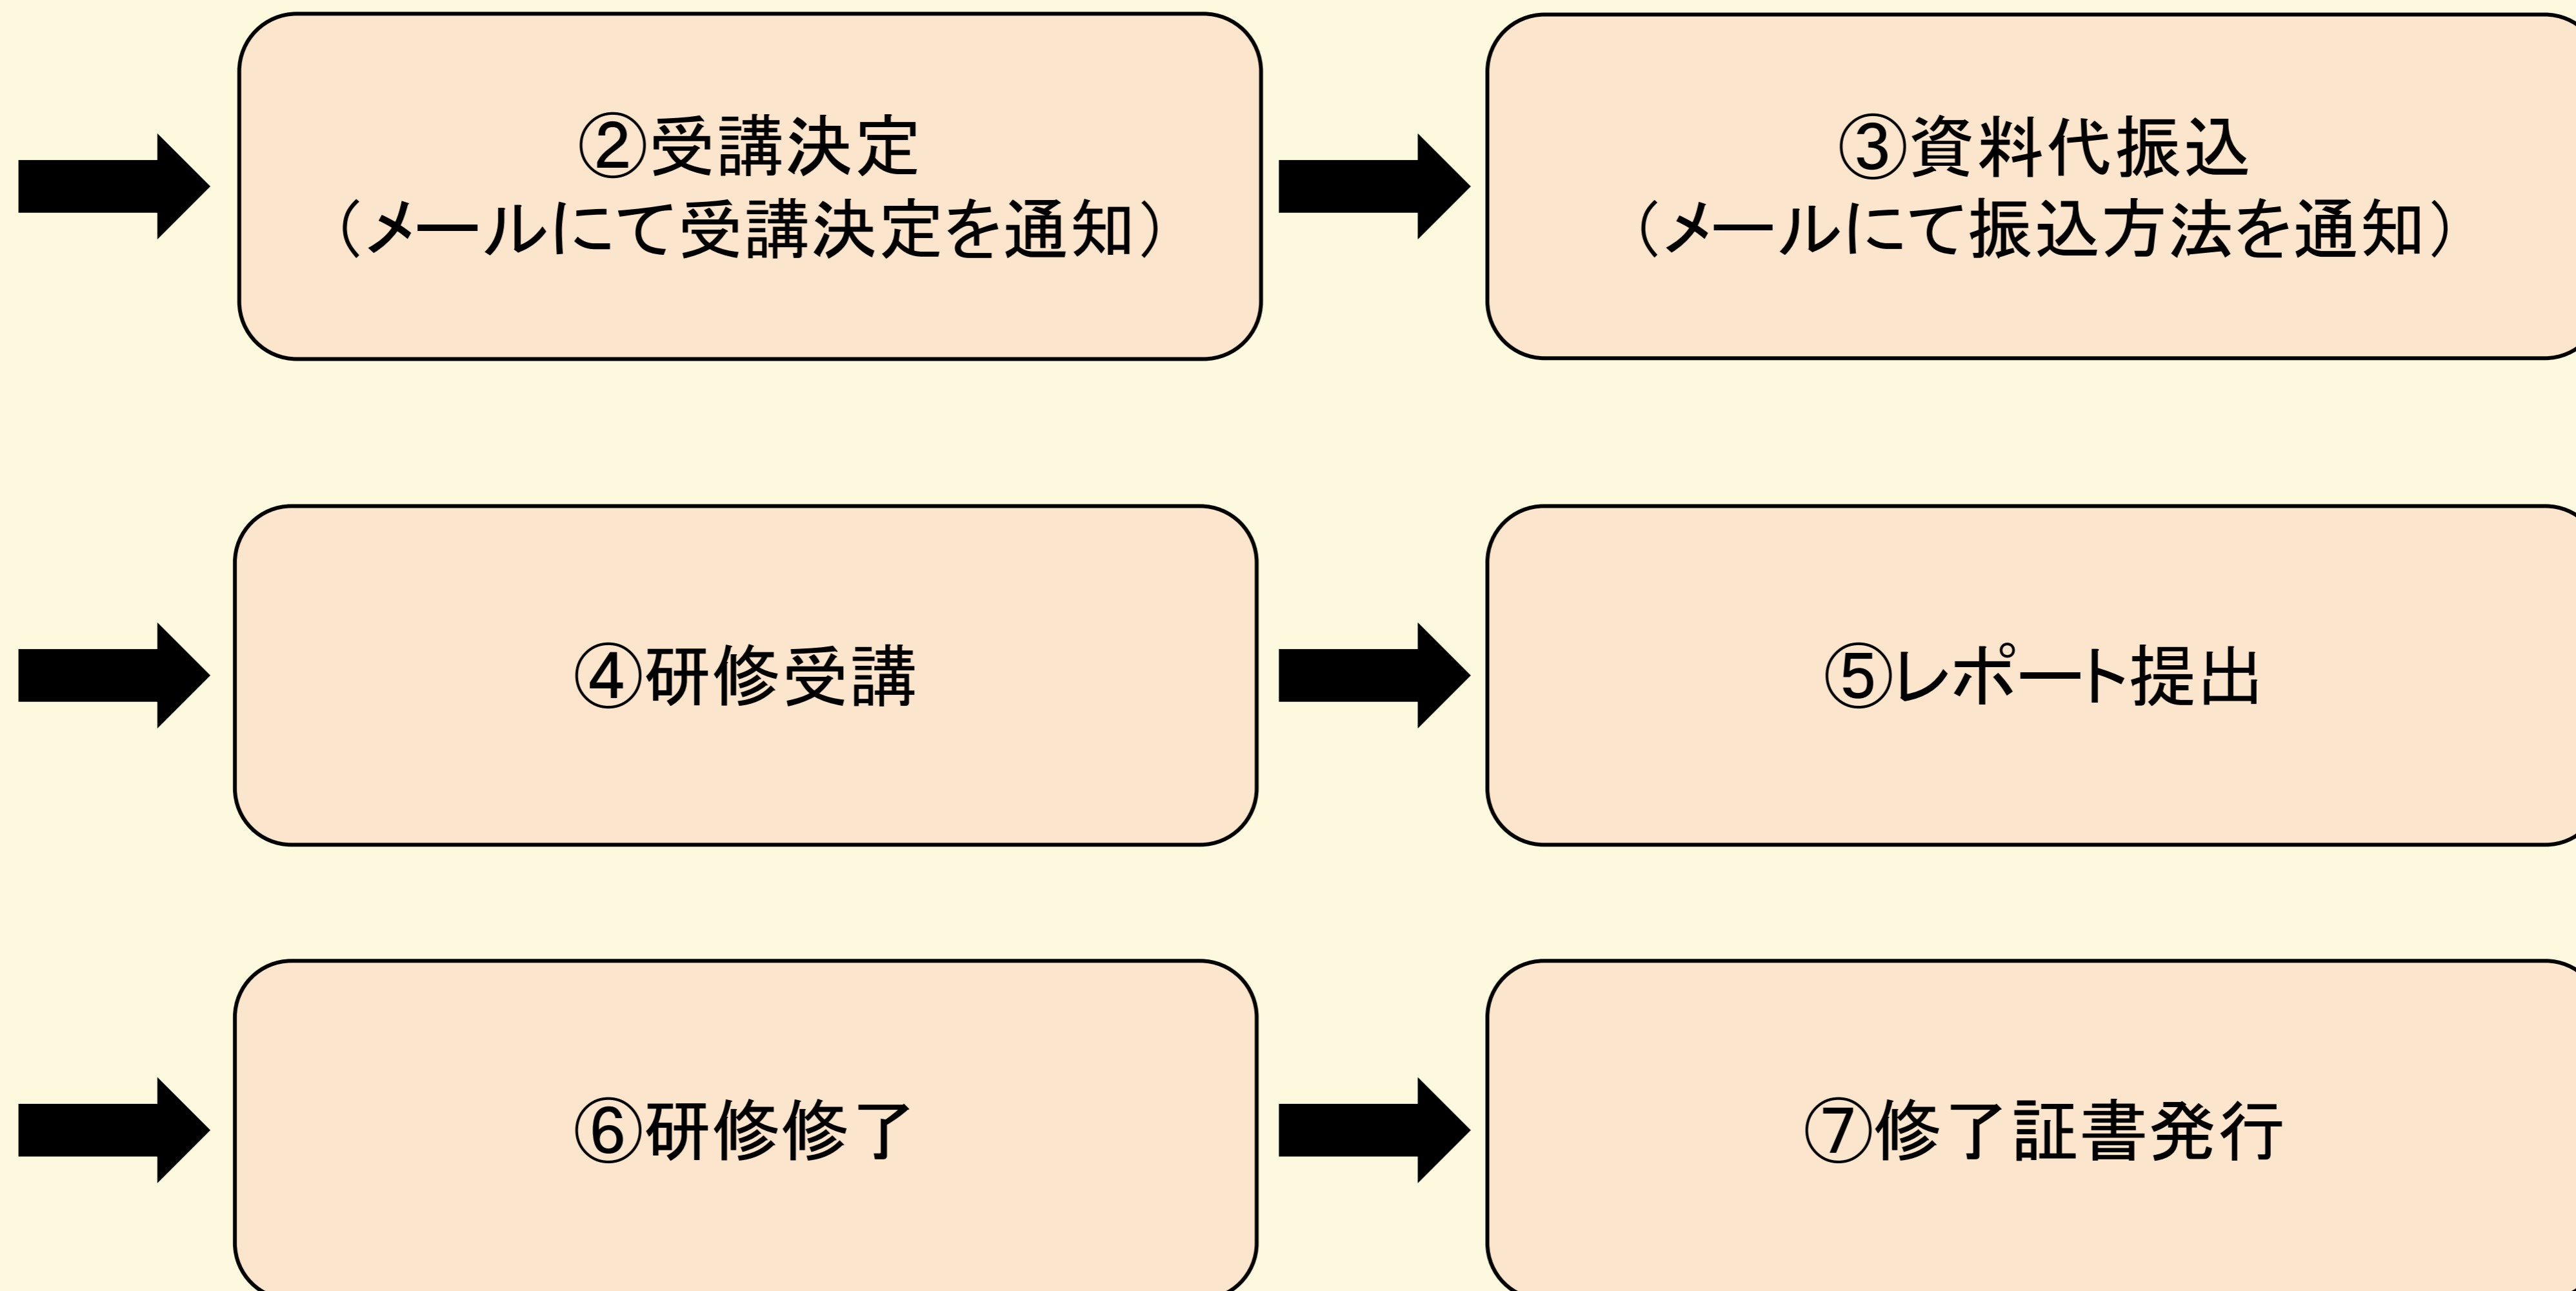 ②受講決定
（メールにて受講決定を通知）
③資料代振込
（メールにて振込方法を通知）
④研修受講
⑤レポート提出
⑥研修修了
⑦修了証書発行